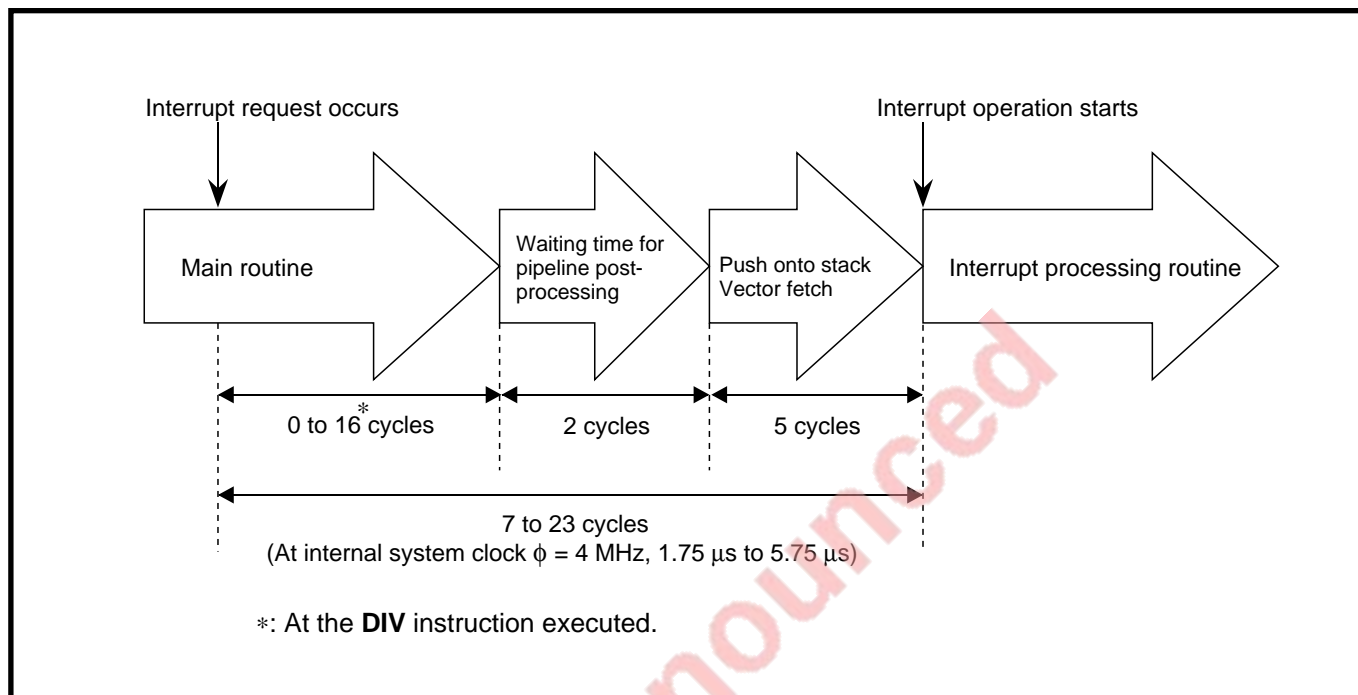 Interrupt request occurs
Interrupt operation starts
Main routine
Waiting time for
pipeline post-
processing
Push onto stack
Vector fetch
Interrupt processing routine
0 to 16* cycles
2 cycles
5 cycles
7 to 23 cycles
(At internal system clock ϕ = 4 MHz, 1.75 μs to 5.75 μs)
*: At the DIV instruction executed.
nounced